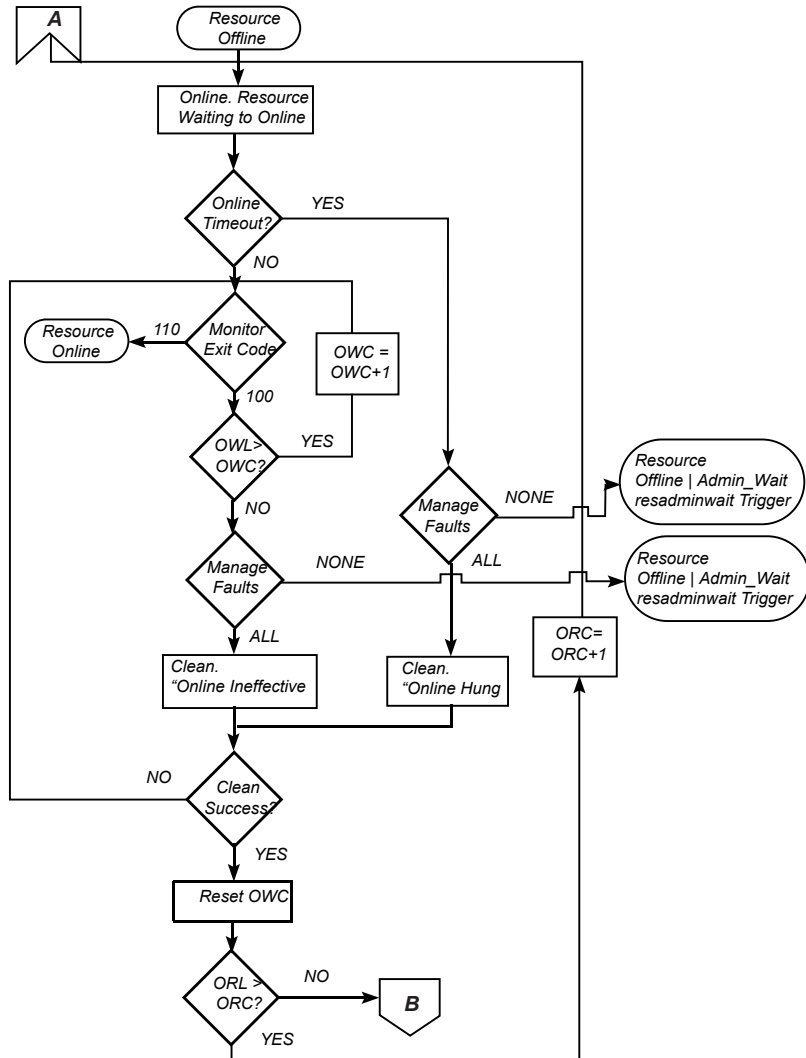 A
Resource
Offline
Online. Resource
Waiting to Online
Online
Timeout?
YES
NO
Resource
Online
110
Monitor
Exit Code
OWC =
OWC+1
100
OWL>
OWC?
YES
NO
Manage
Faults
NONE
Resource
Offline | Admin_Wait
resadminwait Trigger
ALL
Manage
Faults
NONE
Resource
Offline | Admin_Wait
resadminwait Trigger
ALL
ORC=
ORC+1
Clean.
“Online Ineffective
Clean.
“Online Hung
NO
Clean
Success?
YES
Reset OWC
ORL >
ORC?
NO
B
YES